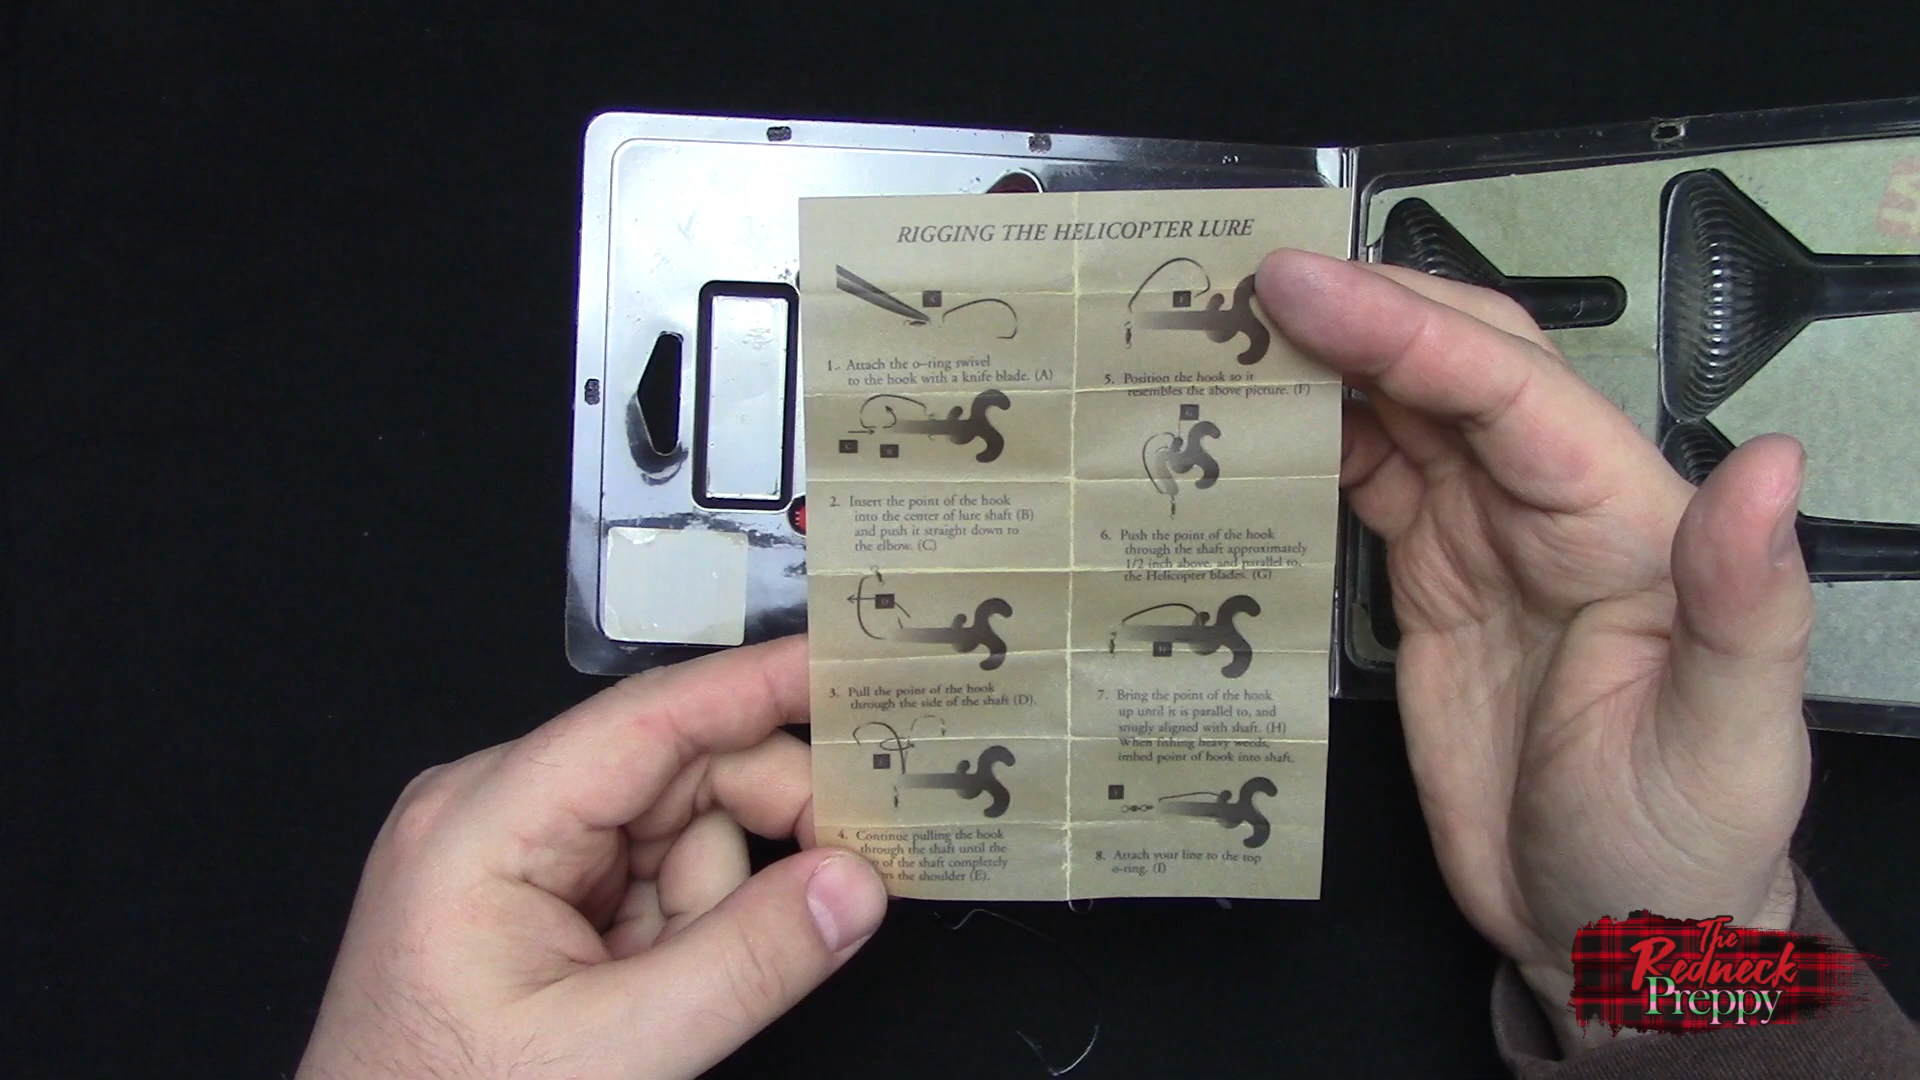 RIGGING THE HELICOPTER LURE
A
1. Attach the o-ring swivel
to the hook with a knife blade. (A)
C
B
2. Insert the point of the hook
into the center of lure shaft (B)
and push it straight down to
the elbow. (C)
D
3. Pull the point of the hook
through the side of the shaft (D).
E
4. Continue pulling the hook
through the shaft until the
of the shaft completely
the shoulder (E).
F
5. Position the hook so it
resembles the above picture. (F)
G
6. Push the point of the hook
through the shaft approximately
1/2 inch above, and parallel to,
the Helicopter blades. (G)
H
7. Bring the point of the hook
up until it is parallel to, and
snugly aligned with shaft. (H)
When fishing heavy weeds,
imbed point of hook into shaft.
I
8. Attach your line to the top
o-ring. (I)
The
Redneck
Preppy